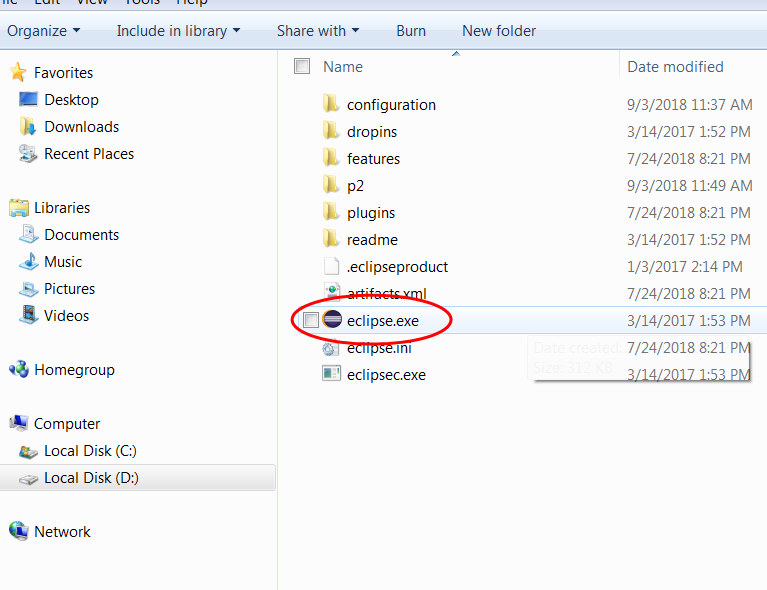 File Edit View Tools Help
Organize Include in library Share with Burn New folder
Favorites
Desktop
Downloads
Recent Places
Libraries
Documents
Music
Pictures
Videos
Homegroup
Computer
Local Disk (C:)
Local Disk (D:)
Network
Name Date modified
configuration 9/3/2018 11:37 AM
dropins 3/14/2017 1:52 PM
features 7/24/2018 8:21 PM
p2 9/3/2018 11:49 AM
plugins 7/24/2018 8:21 PM
readme 3/14/2017 1:52 PM
.eclipseproduct 1/3/2017 2:14 PM
artifacts.xml 7/24/2018 8:21 PM
eclipse.exe 3/14/2017 1:53 PM
eclipse.ini 7/24/2018 8:21 PM
eclipsec.exe 3/14/2017 1:53 PM
Date created:
Size: 312 KB